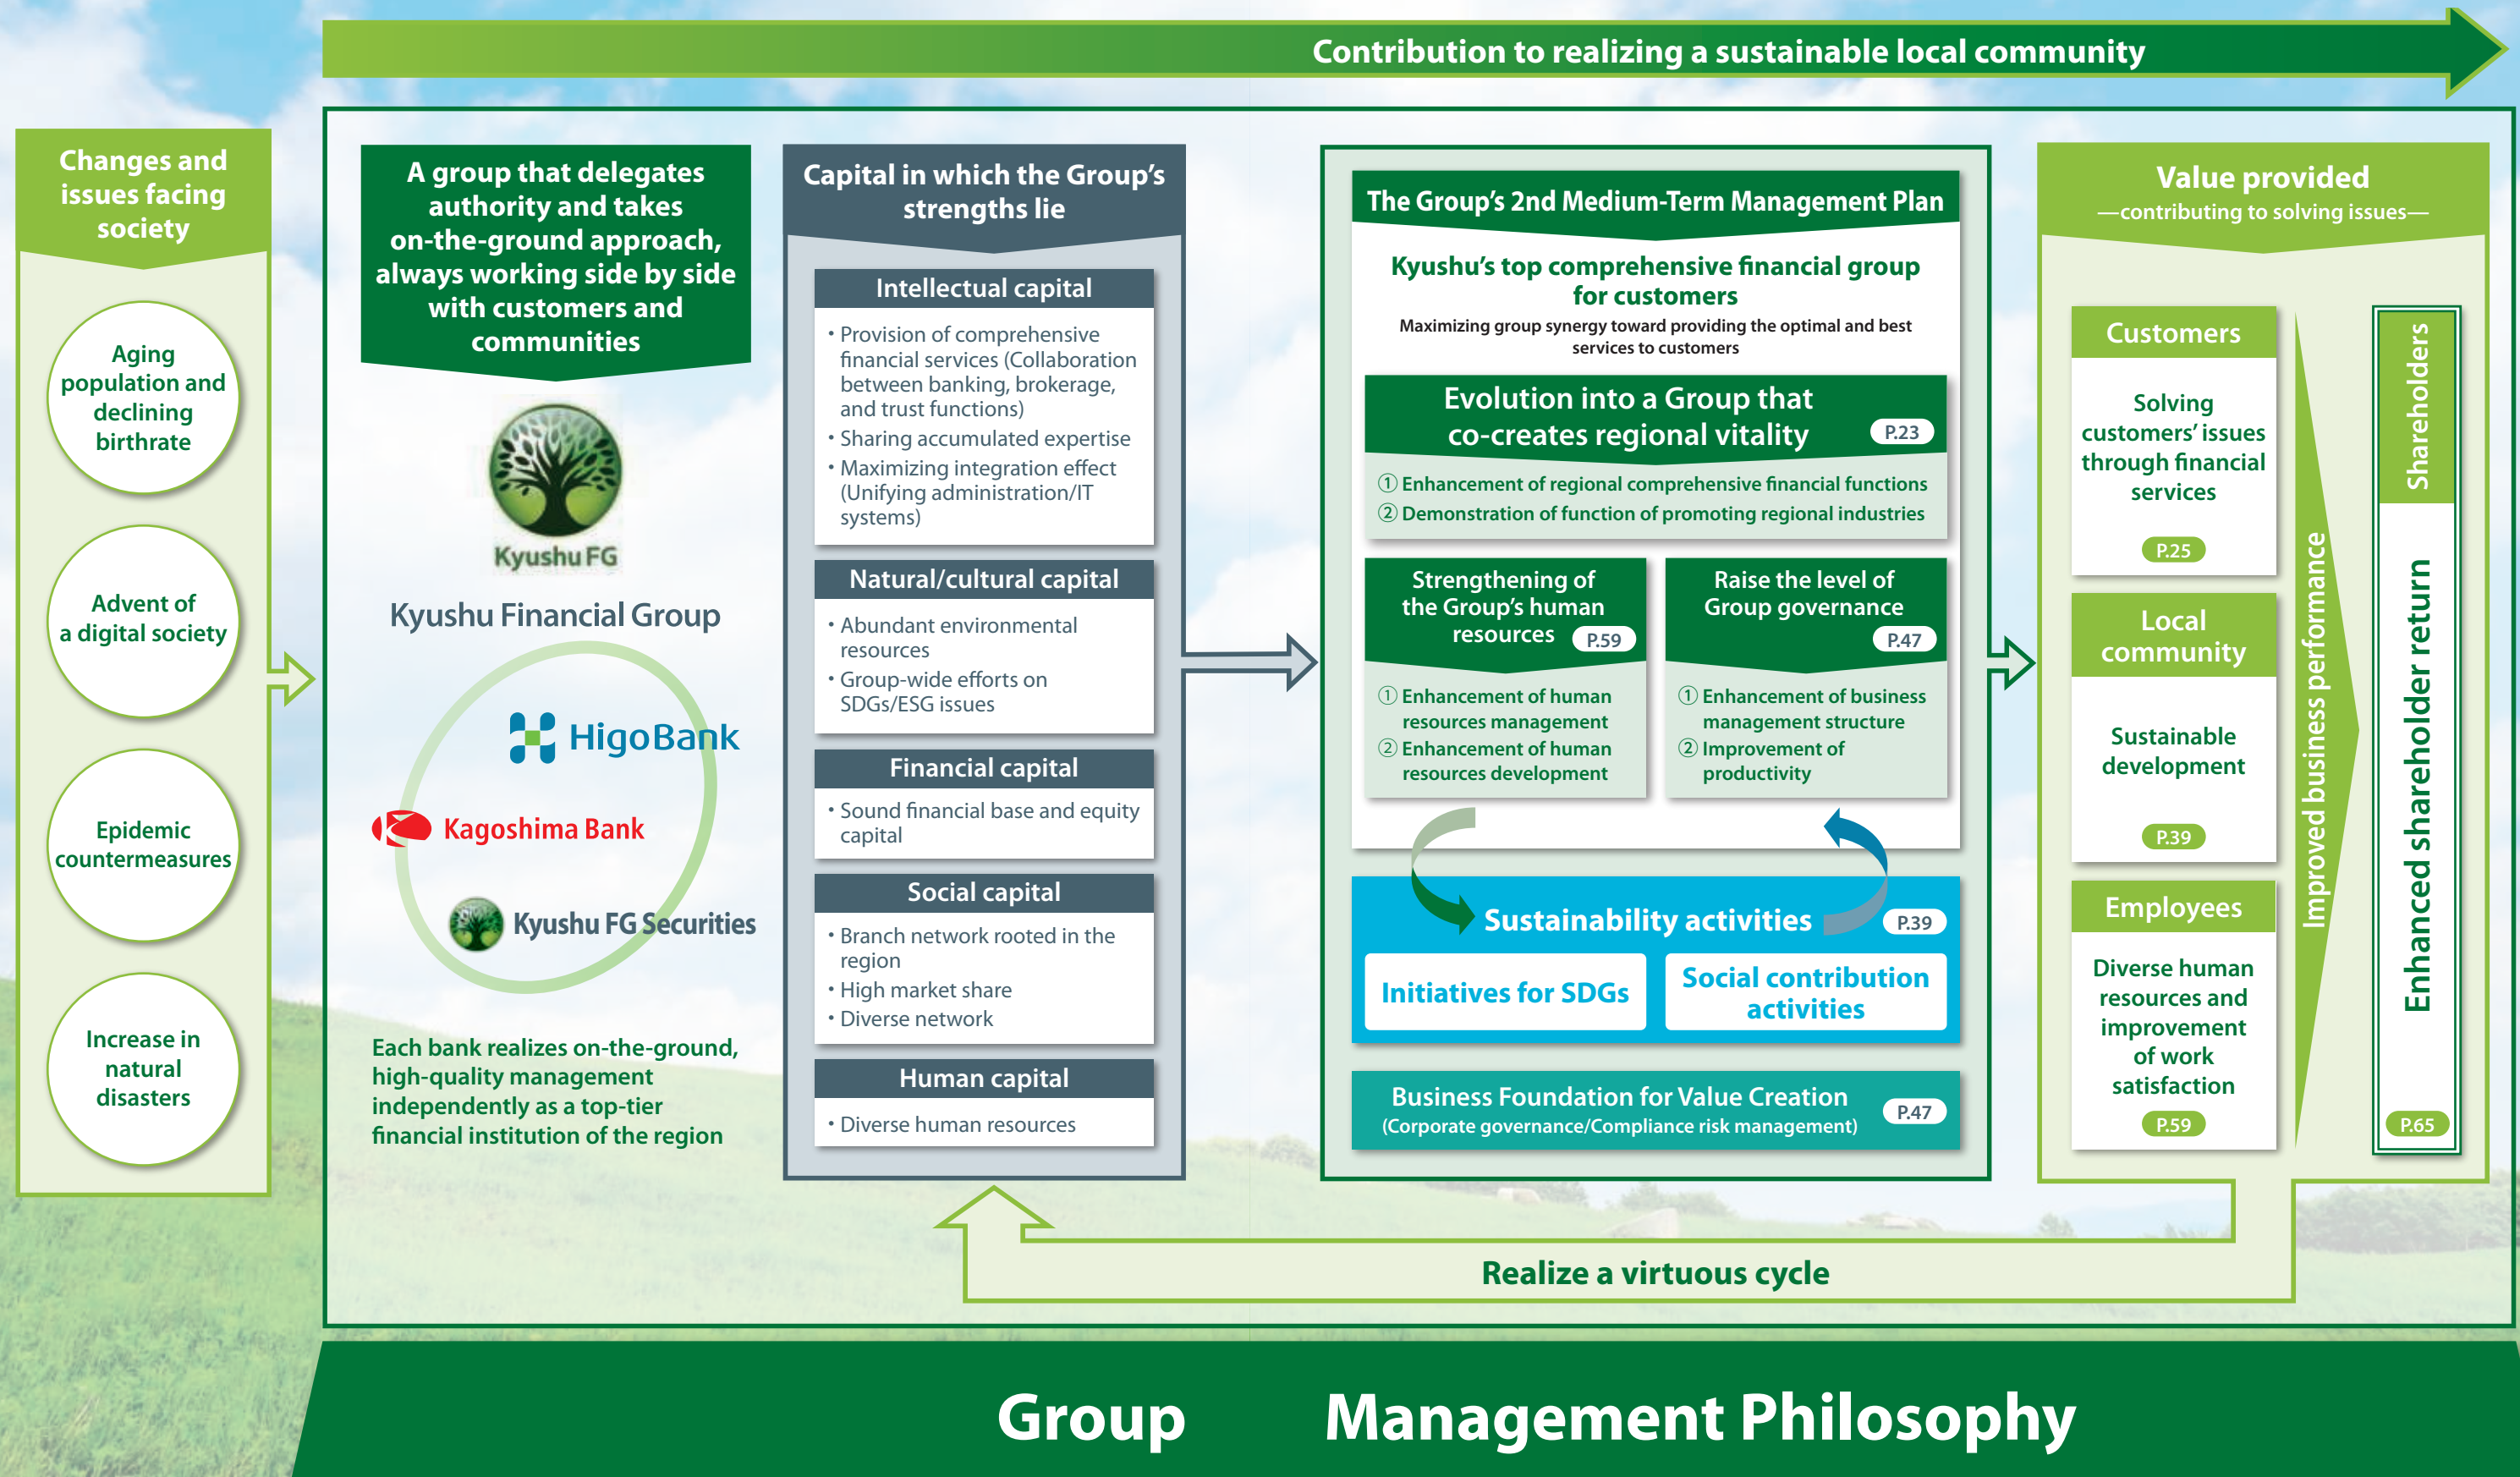 Contribution to realizing a sustainable local community
Changes and
issues facing
society
Aging
population and
declining
birthrate
Advent of
a digital society
Epidemic
countermeasures
Increase in
natural
disasters
A group that delegates
authority and takes
on-the-ground approach,
always working side by side
with customers and
communities
Kyushu FG
Kyushu Financial Group
HigoBank
Kagoshima Bank
Kyushu FG Securities
Each bank realizes on-the-ground,
high-quality management
independently as a top-tier
financial institution of the region
Capital in which the Group's
strengths lie
Intellectual capital
• Provision of comprehensive
financial services (Collaboration
between banking, brokerage,
and trust functions)
• Sharing accumulated expertise
• Maximizing integration effect
(Unifying administration/IT
systems)
Natural/cultural capital
• Abundant environmental
resources
• Group-wide efforts on
SDGs/ESG issues
Financial capital
• Sound financial base and equity
capital
Social capital
• Branch network rooted in the
region
• High market share
• Diverse network
Human capital
• Diverse human resources
The Group's 2nd Medium-Term Management Plan
Kyushu's top comprehensive financial group
for customers
Maximizing group synergy toward providing the optimal and best
services to customers
Evolution into a Group that
co-creates regional vitality P.23
① Enhancement of regional comprehensive financial functions
② Demonstration of function of promoting regional industries
Strengthening of
the Group's human
resources P.59
① Enhancement of human
resources management
② Enhancement of human
resources development
Raise the level of
Group governance
P.47
① Enhancement of business
management structure
② Improvement of
productivity
Sustainability activities P.39
Initiatives for SDGs
Social contribution
activities
Business Foundation for Value Creation
(Corporate governance/Compliance risk management) P.47
Value provided
—contributing to solving issues—
Customers
Solving
customers' issues
through financial
services
P.25
Local
community
Sustainable
development
P.39
Employees
Diverse human
resources and
improvement
of work
satisfaction
P.59
Improved business performance
Shareholders
Enhanced shareholder return
P.65
Realize a virtuous cycle
Group Management Philosophy